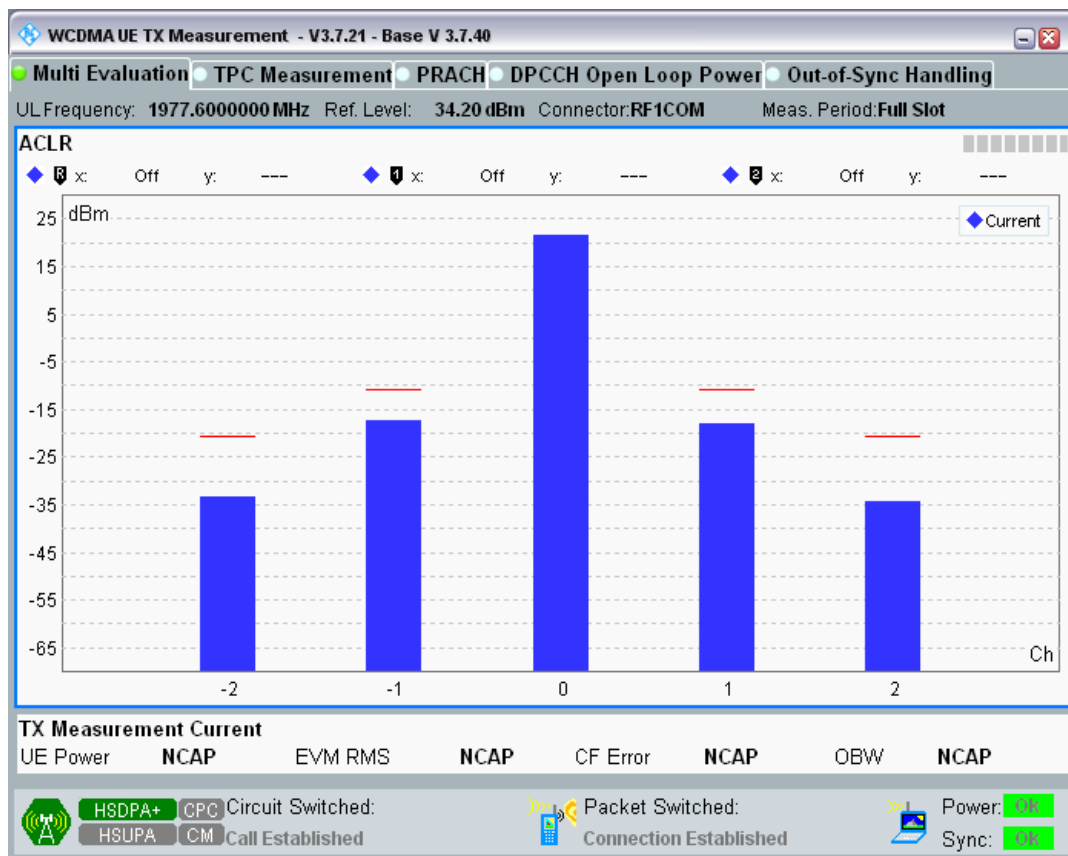 WCDMA UE TX Measurement - V3.7.21 - Base V 3.7.40
Multi Evaluation TPC Measurement PRACH DPCCH Open Loop Power Out-of-Sync Handling
UL Frequency: 1977.6000000 MHz Ref. Level: 34.20 dBm Connector:RF1COM Meas. Period:Full Slot
ACLR
R x: Off y: --- 1 x: Off y: --- 2 x: Off y: ---
dBm
Current
25
15
5
-5
-15
-25
-35
-45
-55
-65
Ch
-2 -1 0 1 2
TX Measurement Current
UE Power NCAP EVM RMS NCAP CF Error NCAP OBW NCAP
HSDPA+ CPC Circuit Switched: Packet Switched: Power: OK
HSUPA CM Call Established Connection Established Sync: OK